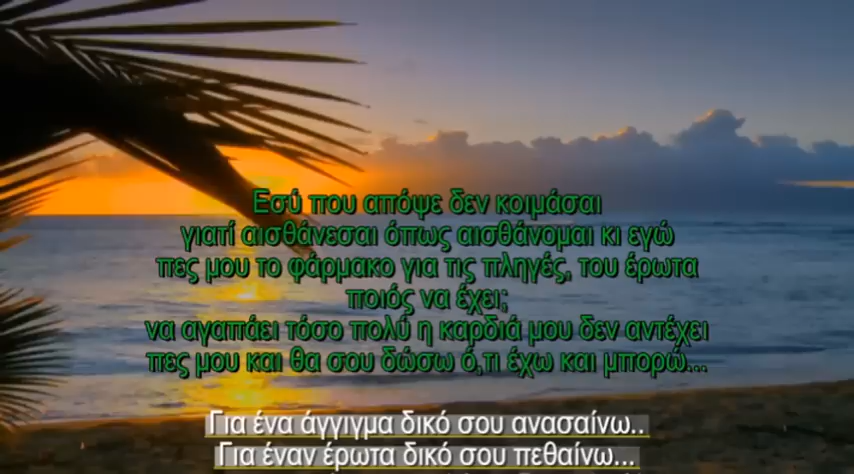 Εσύ που απόψε δεν κοιμάσαι
γιατί αισθάνεσαι όπως αισθάνομαι κι εγώ
πες μου το φάρμακο για τις πληγές, του έρωτα
ποιός να έχει;
να αγαπάει τόσο πολύ η καρδιά μου δεν αντέχει
πες μου και θα σου δώσω ό,τι έχω και μπορώ...
Για ένα άγγιγμα δικό σου ανασαίνω..
Για έναν έρωτα δικό σου πεθαίνω...